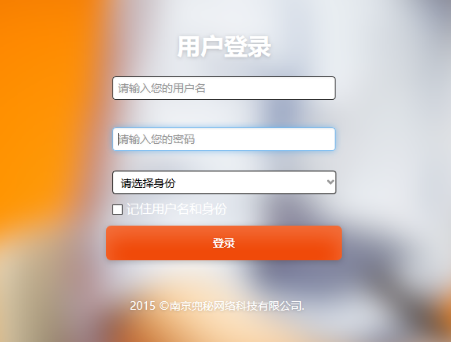 用户登录
请输入您的用户名
请输入您的密码
请选择身份
记住用户名和身份
登录
2015 ©南京兜秘网络科技有限公司.